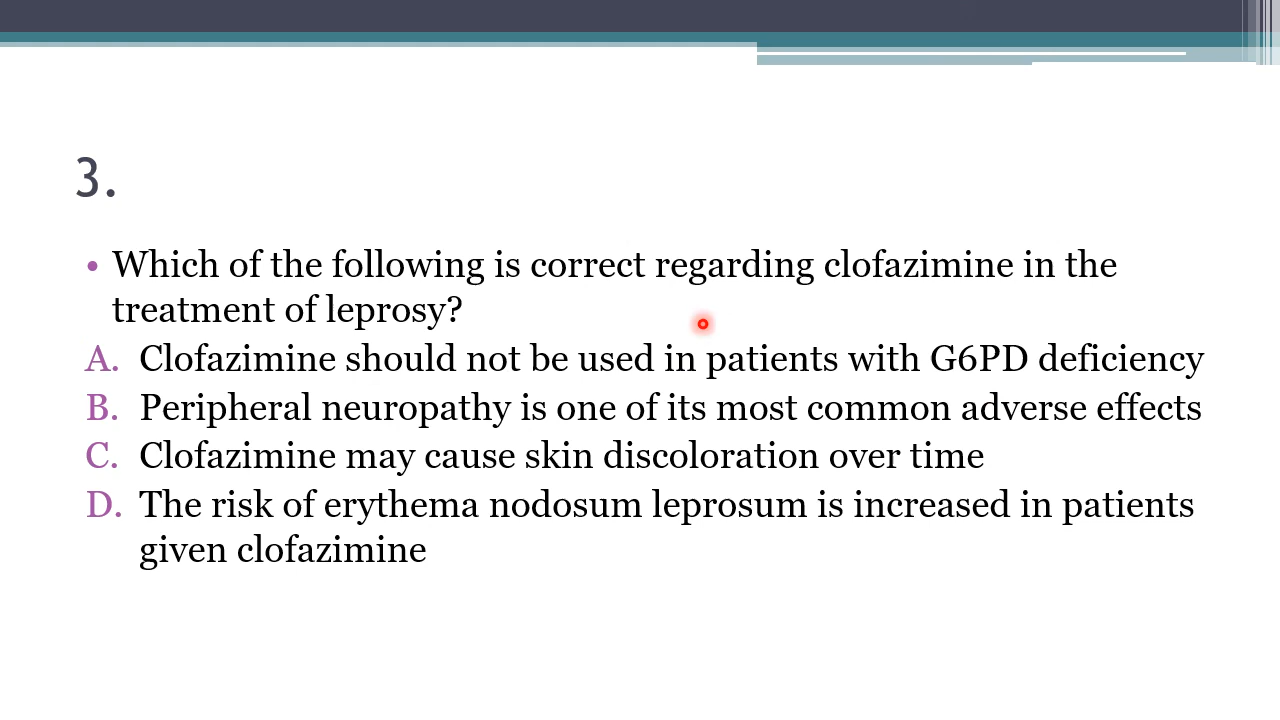 3.
• Which of the following is correct regarding clofazimine in the
treatment of leprosy?
A. Clofazimine should not be used in patients with G6PD deficiency
B. Peripheral neuropathy is one of its most common adverse effects
C. Clofazimine may cause skin discoloration over time
D. The risk of erythema nodosum leprosum is increased in patients
given clofazimine